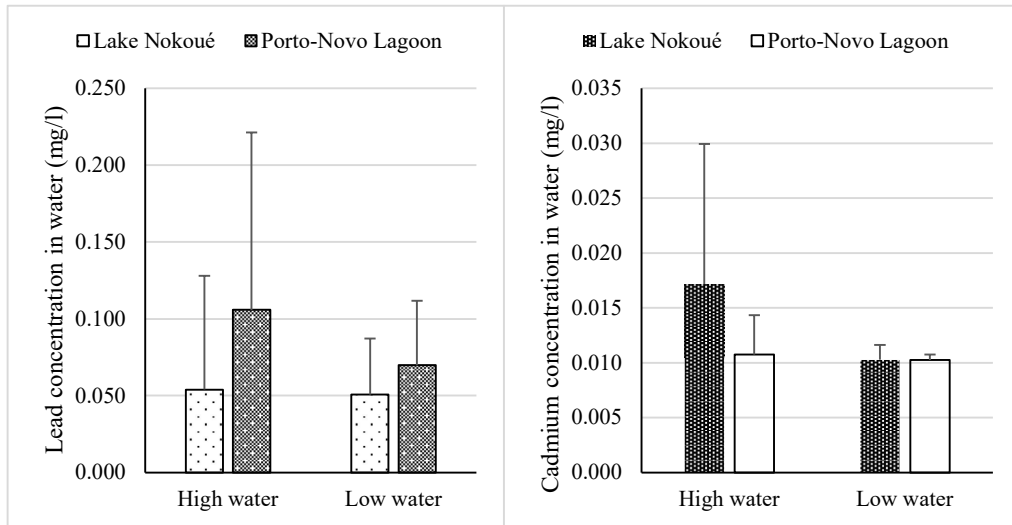 Lake Nokoué Porto-Novo Lagoon
Lead concentration in water (mg/l)
0.250
0.200
0.150
0.100
0.050
0.000
High water Low water
Lake Nokoué Porto-Novo Lagoon
Cadmium concentration in water (mg/l)
0.035
0.030
0.025
0.020
0.015
0.010
0.005
0.000
High water Low water